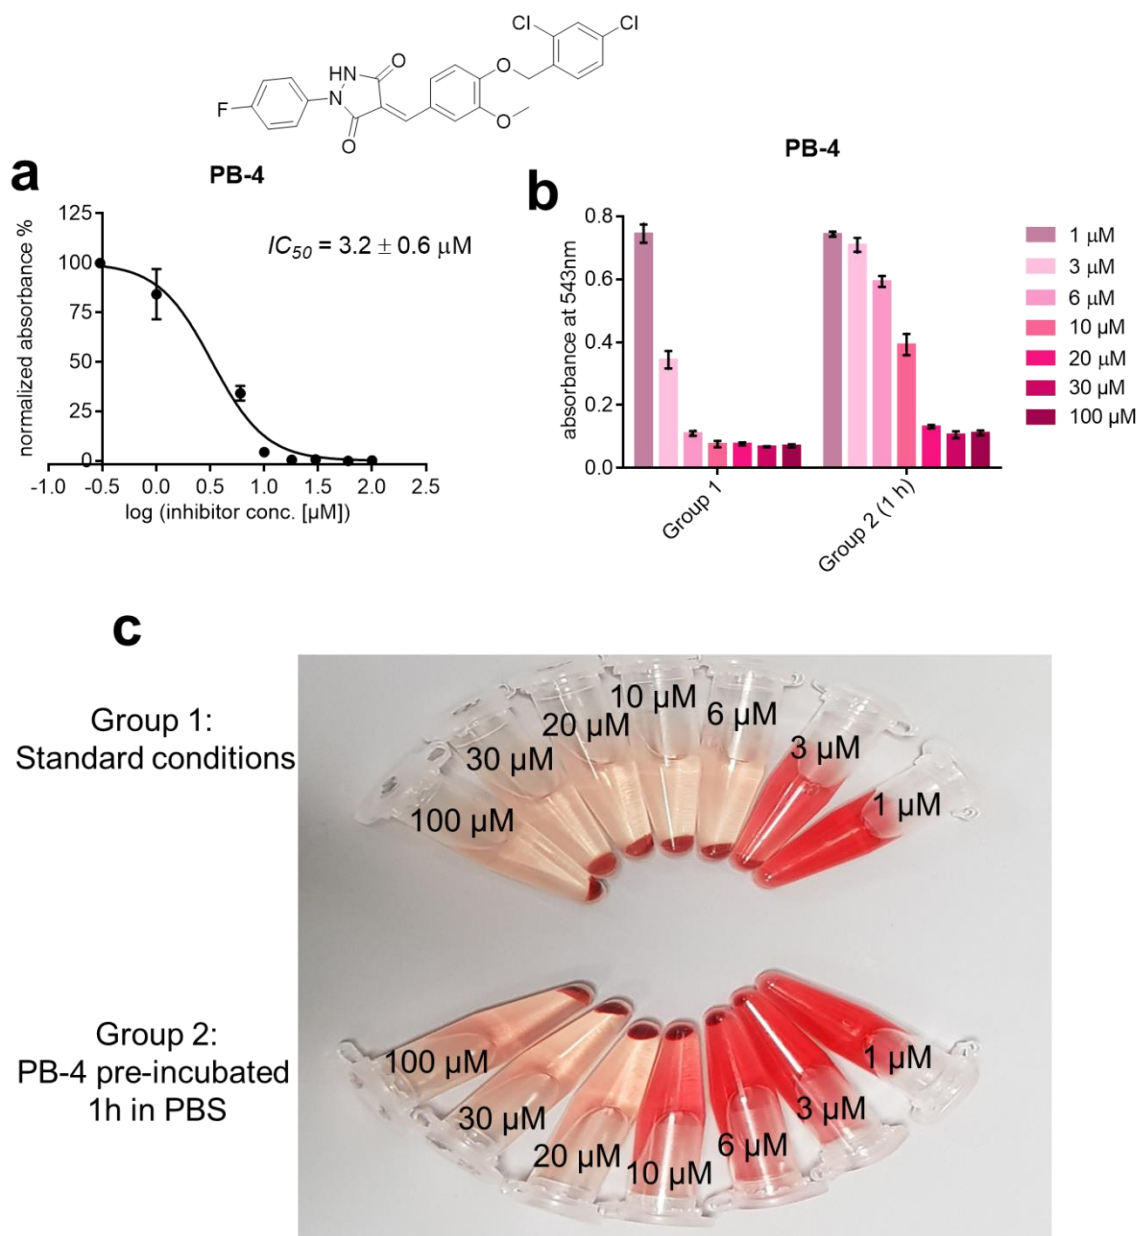 Cl
Cl
O
HN
O
F
N
O
O
PB-4
a
normalized absorbance %
125
100
75
50
25
0
IC50 = 3.2 ± 0.6 μM
-1.0 -0.5 0.0 0.5 1.0 1.5 2.0 2.5
log (inhibitor conc. [μM])
b
PB-4
absorbance at 543nm
0.8
0.6
0.4
0.2
0.0
Group 1
Group 2 (1 h)
1 μM
3 μM
6 μM
10 μM
20 μM
30 μM
100 μM
c
Group 1:
Standard conditions
100 μM
30 μM
20 μM
10 μM
6 μM
3 μM
1 μM
Group 2:
PB-4 pre-incubated
1h in PBS
100 μM
30 μM
20 μM
10 μM
6 μM
3 μM
1 μM